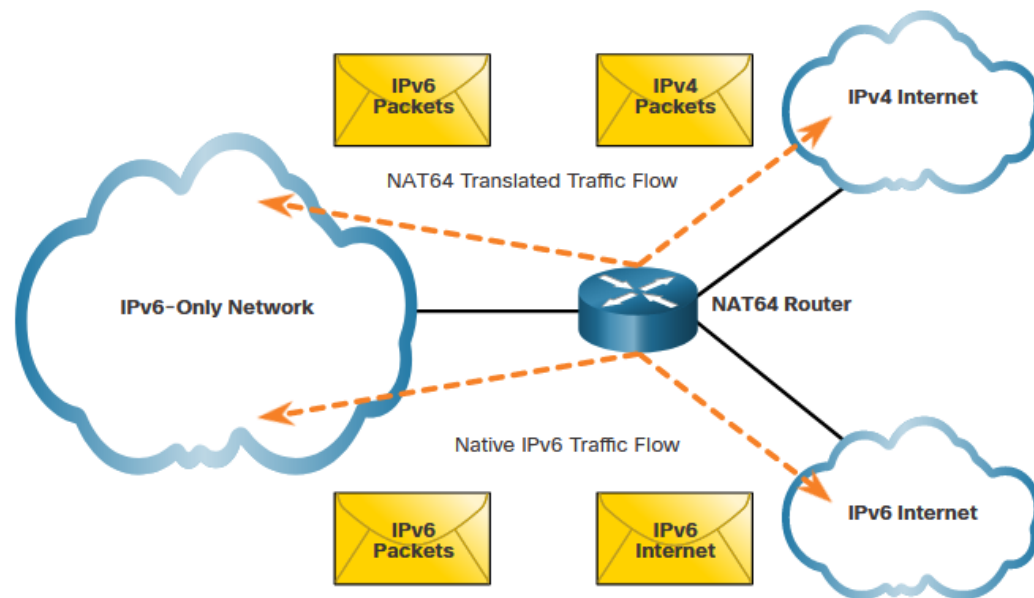 IPv6
Packets
IPv4
Packets
IPv4 Internet
NAT64 Translated Traffic Flow
IPv6-Only Network
NAT64 Router
Native IPv6 Traffic Flow
IPv6
Packets
IPv6
Internet
IPv6 Internet